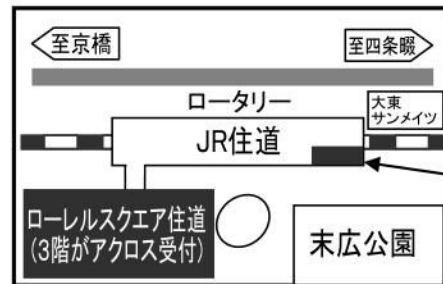 至京橋
至四条畷
ロータリー
大東
サンメイツ
JR住道
ローレルスクエア住道
(3階がアクロス受付)
末広公園